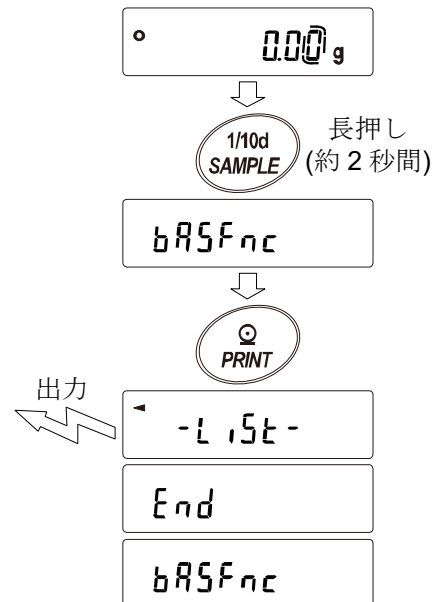 0.00 g
1/10d
SAMPLE
長押し
(約 2 秒間)
bASFnc
PRINT
出力
-LiSt-
End
bASFnc